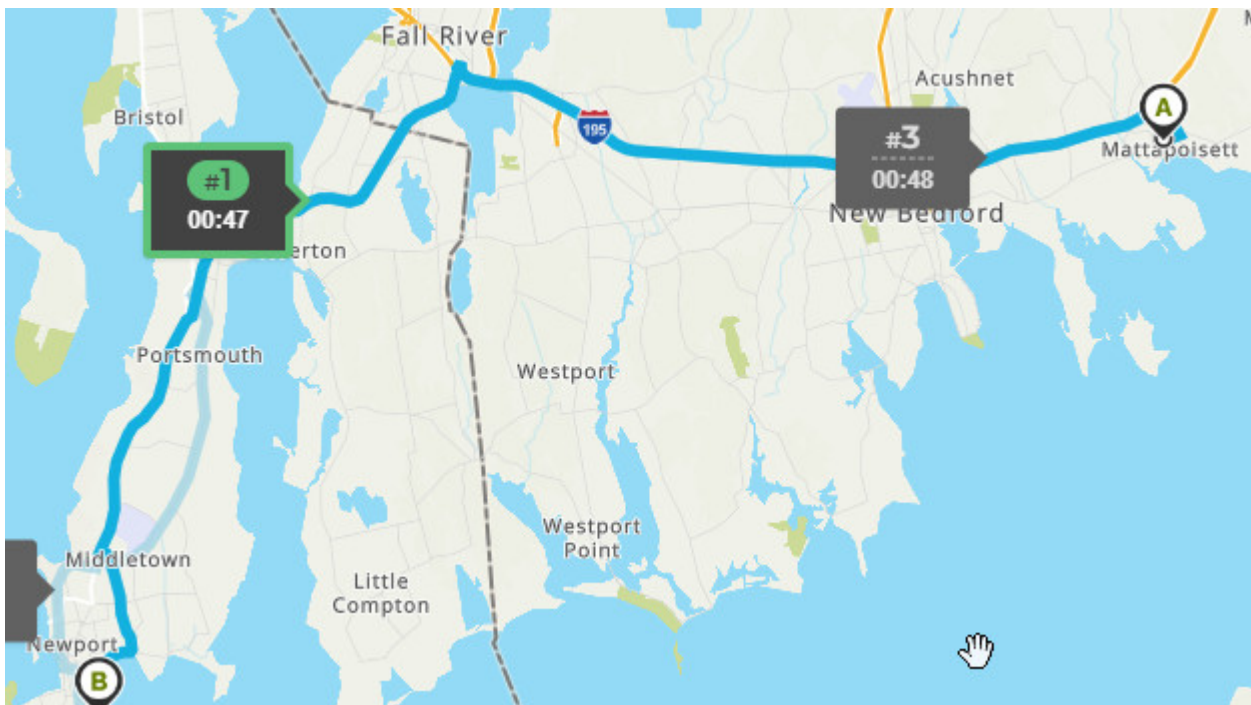 Fall River
Acushnet
Bristol
A
195
#3
Mattapoisett
#1
00:48
00:47
New Bedford
erton
Portsmouth
Westport
Westport
Point
Middletown
Little
Compton
Newport
B